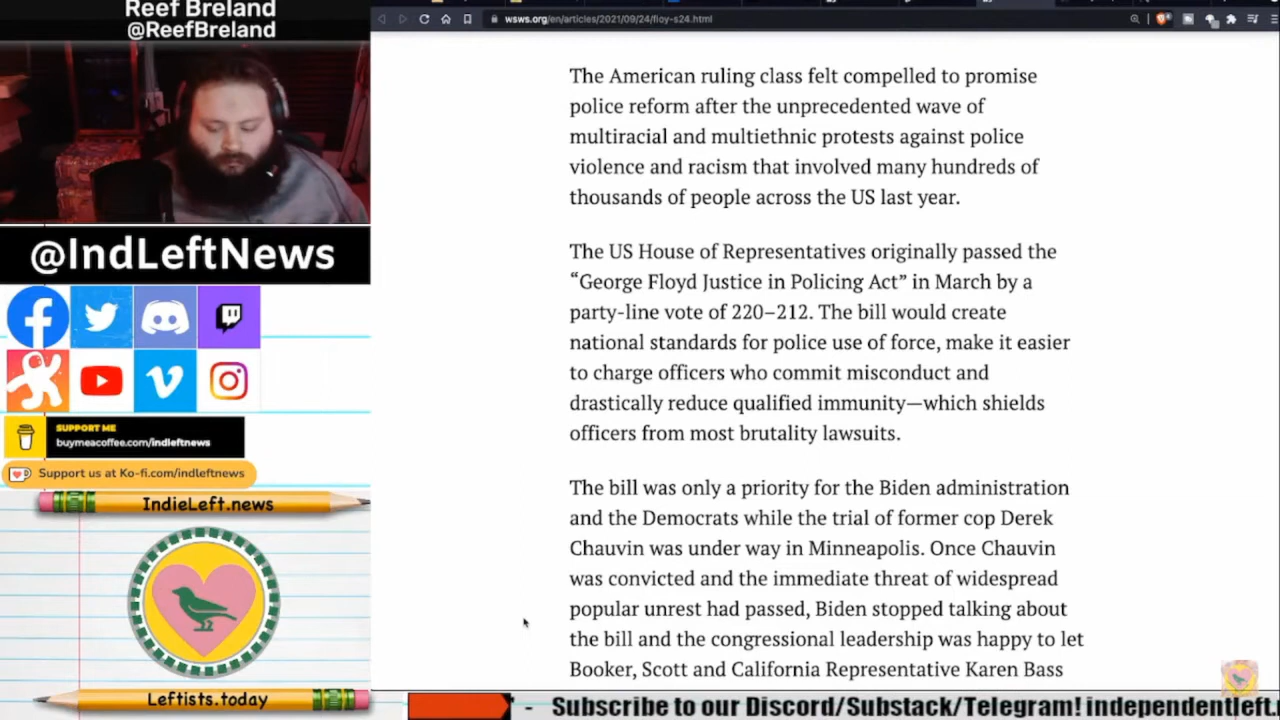 Reef Breland
@ReefBreland
wsws.org/en/articles/2021/09/24/floy-s24.html
The American ruling class felt compelled to promise
police reform after the unprecedented wave of
multiracial and multiethnic protests against police
violence and racism that involved many hundreds of
thousands of people across the US last year.
The US House of Representatives originally passed the
“George Floyd Justice in Policing Act” in March by a
party-line vote of 220–212. The bill would create
national standards for police use of force, make it easier
to charge officers who commit misconduct and
drastically reduce qualified immunity—which shields
officers from most brutality lawsuits.
The bill was only a priority for the Biden administration
and the Democrats while the trial of former cop Derek
Chauvin was under way in Minneapolis. Once Chauvin
was convicted and the immediate threat of widespread
popular unrest had passed, Biden stopped talking about
the bill and the congressional leadership was happy to let
Booker, Scott and California Representative Karen Bass
@IndLeftNews
SUPPORT ME
buymeacoffee.com/indleftnews
Support us at Ko-fi.com/indleftnews
IndieLeft.news
Leftists.today
- Subscribe to our Discord/Substack/Telegram! independentleft.